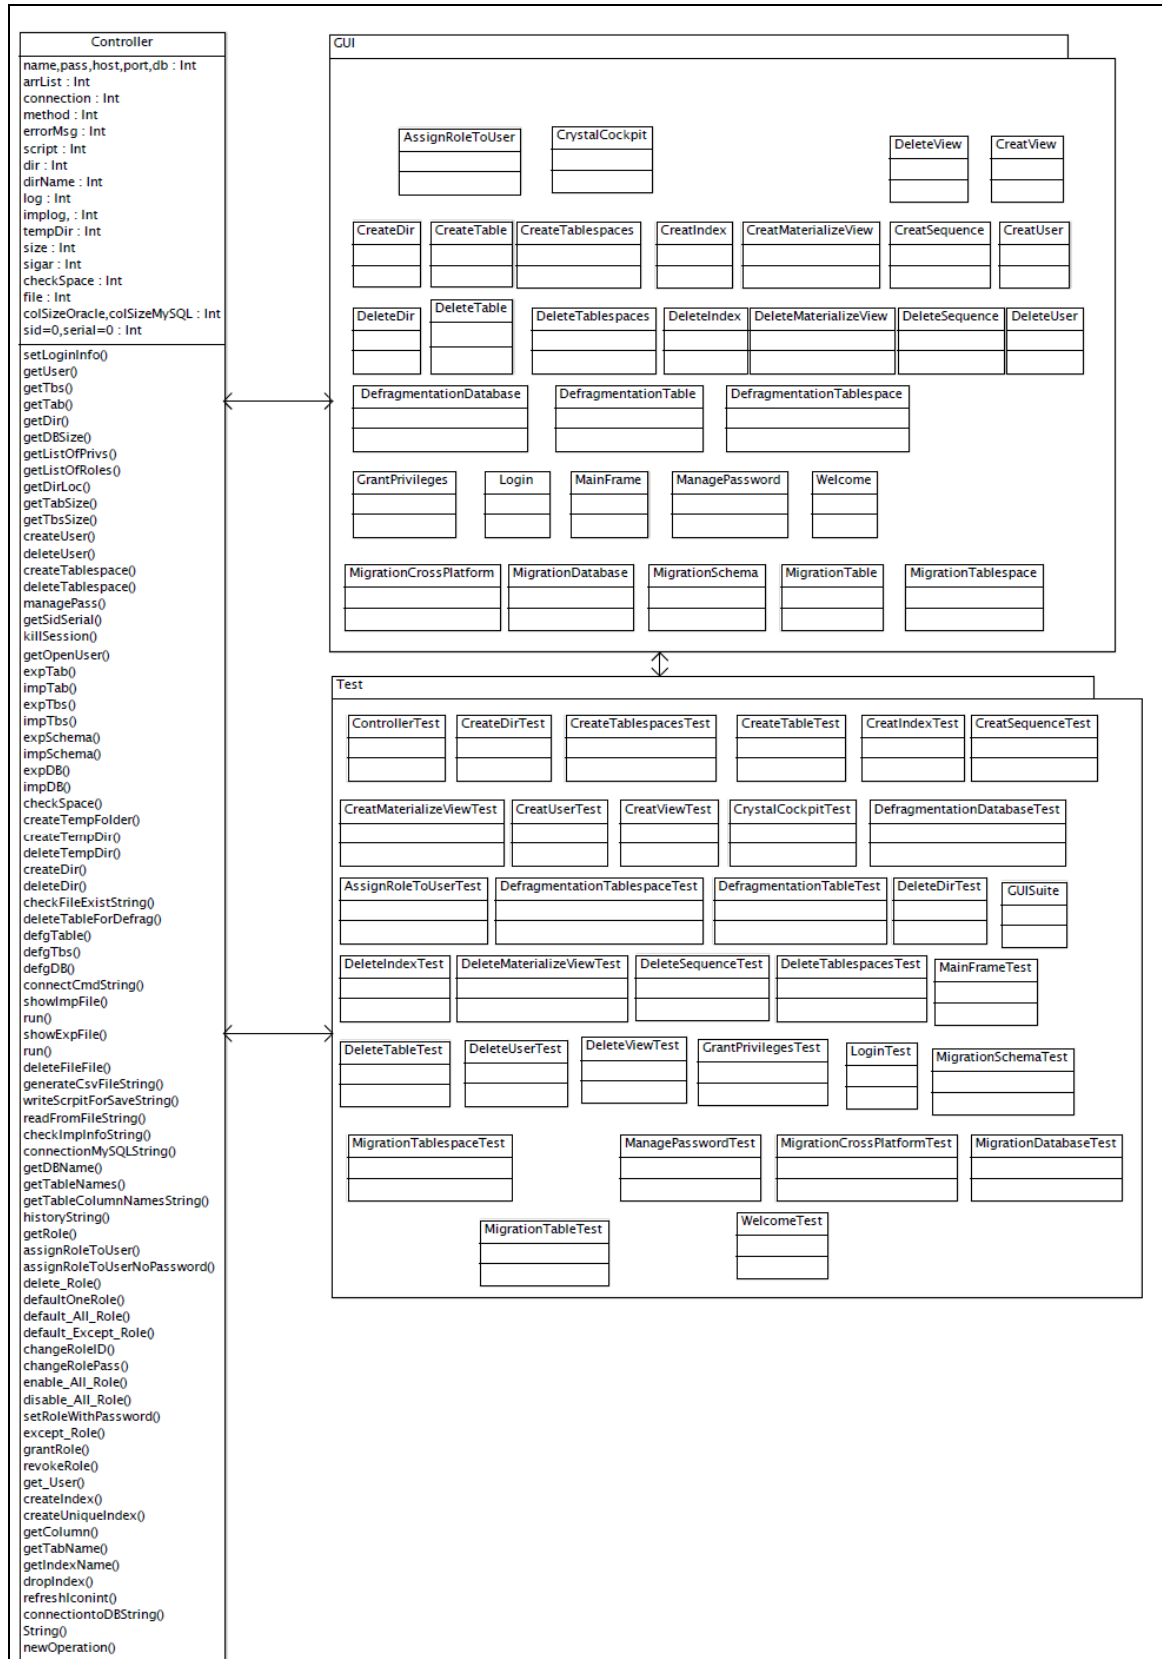 Controller
name,pass,host,port,db : Int
arrList : Int
connection : Int
method : Int
errorMsg : Int
script : Int
dir : Int
dirName : Int
log : Int
implog, : Int
tempDir : Int
size : Int
sigar : Int
checkSpace : Int
file : Int
colSizeOracle,colSizeMySQL : Int
sid=0,serial=0 : Int
setLoginInfo()
getUser()
getTbs()
getTab()
getDir()
getDBSize()
getListOfPrivs()
getListOfRoles()
getDirLoc()
getTabSize()
getTbsSize()
createUser()
deleteUser()
createTablespace()
deleteTablespace()
managePass()
getSidSerial()
killSession()
getOpenUser()
expTab()
impTab()
expTbs()
impTbs()
expSchema()
impSchema()
expDB()
impDB()
checkSpace()
createTempFolder()
createTempDir()
deleteTempDir()
createDir()
deleteDir()
checkFileExistString()
deleteTableForDefrag()
defgTable()
defgTbs()
defgDB()
connectCmdString()
showImpFile()
run()
showExpFile()
run()
deleteFileFile()
generateCsvFileString()
writeScrpitForSaveString()
readFromFileString()
checkImpInfoString()
connectionMySQLString()
getDBName()
getTableNames()
getTableColumnNamesString()
historyString()
getRole()
assignRoleToUser()
assignRoleToUserNoPassword()
delete_Role()
defaultOneRole()
default_All_Role()
default_Except_Role()
changeRoleID()
changeRolePass()
enable_All_Role()
disable_All_Role()
setRoleWithPassword()
except_Role()
grantRole()
revokeRole()
get_User()
createIndex()
createUniqueIndex()
getColumn()
getTabName()
getIndexName()
dropIndex()
refreshIconint()
connectiontoDBString()
String()
newOperation()
GUI
AssignRoleToUser CrystalCockpit DeleteView CreatView
CreateDir CreateTable CreateTablespaces CreatIndex CreatMaterializeView CreatSequence CreatUser
DeleteDir DeleteTable DeleteTablespaces DeleteIndex DeleteMaterializeView DeleteSequence DeleteUser
DefragmentationDatabase DefragmentationTable DefragmentationTablespace
GrantPrivileges Login MainFrame ManagePassword Welcome
MigrationCrossPlatform MigrationDatabase MigrationSchema MigrationTable MigrationTablespace
Test
ControllerTest CreateDirTest CreateTablespacesTest CreateTableTest CreatIndexTest CreatSequenceTest
CreatMaterializeViewTest CreatUserTest CreatViewTest CrystalCockpitTest DefragmentationDatabaseTest
AssignRoleToUserTest DefragmentationTablespaceTest DefragmentationTableTest DeleteDirTest GUISuite
DeleteIndexTest DeleteMaterializeViewTest DeleteSequenceTest DeleteTablespacesTest MainFrameTest
DeleteTableTest DeleteUserTest DeleteViewTest GrantPrivilegesTest LoginTest MigrationSchemaTest
MigrationTablespaceTest ManagePasswordTest MigrationCrossPlatformTest MigrationDatabaseTest
MigrationTableTest WelcomeTest